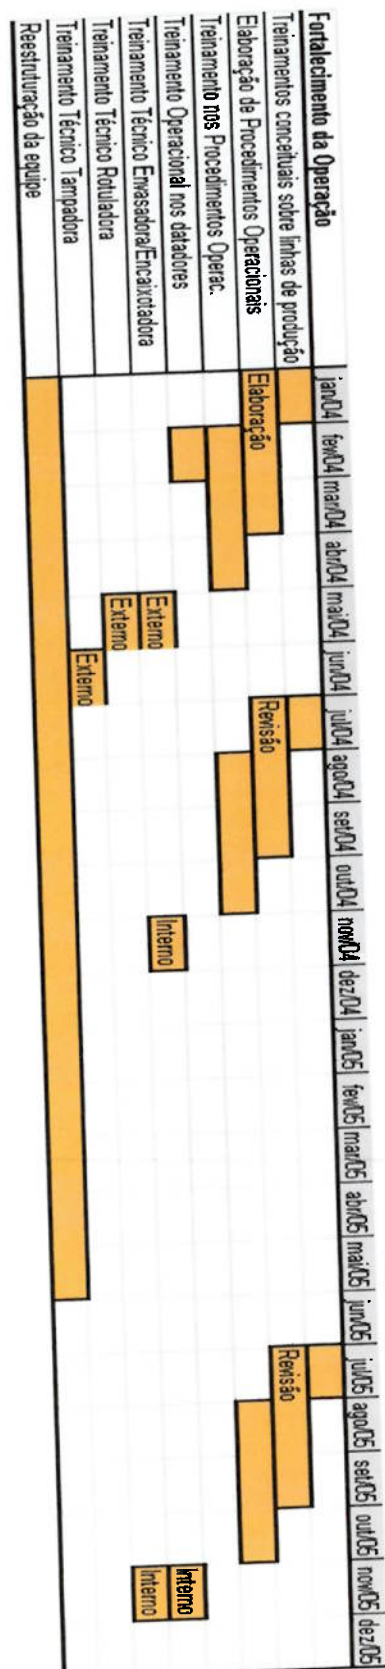 Fortalecimento da Operação jan/04 fev/04 mar/04 abr/04 mai/04 jun/04 jul/04 ago/04 set/04 out/04 nov/04 dez/04 jan/05 fev/05 mar/05 abr/05 mai/05 jun/05 jul/05 ago/05 set/05 out/05 nov/05 dez/05
Treinamentos conceituais sobre linhas de produção
Elaboração de Procedimentos Operacionais Elaboração Revisão Revisão
Treinamento nos Procedimentos Operac.
Treinamento Operacional nos datadores
Treinamento Técnico Envasadora/Encaixotadora Externo Interno Interno
Treinamento Técnico Rotuladora Externo Interno
Treinamento Técnico Tampadora Externo
Reestruturação da equipe